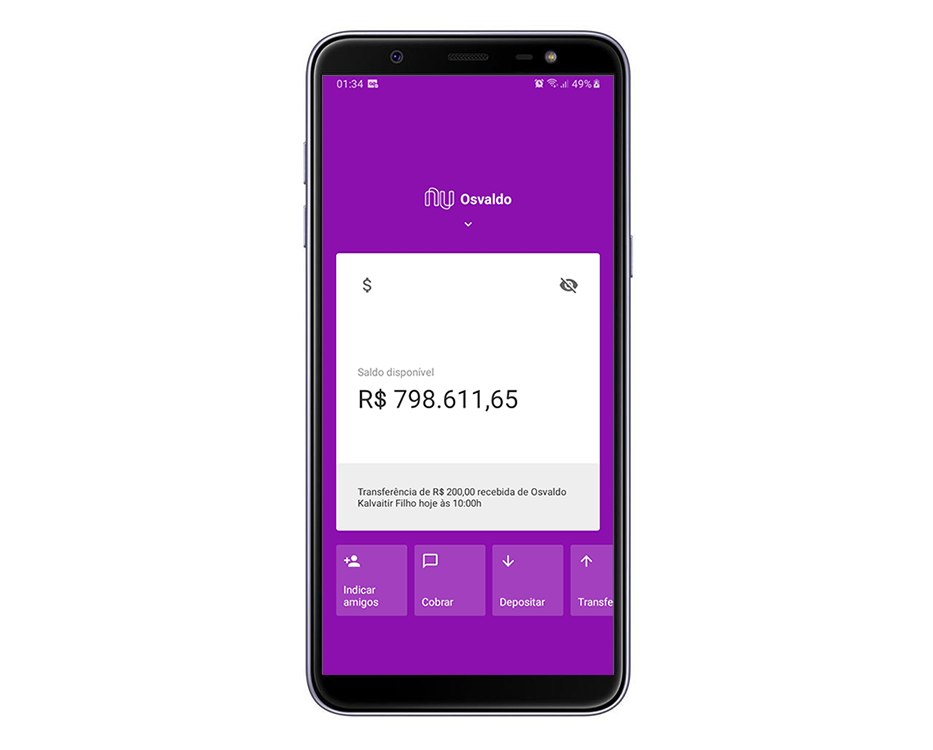 01:34
49%
nu Osvaldo
$
Saldo disponível
R$ 798.611,65
Transferência de R$ 200,00 recebida de Osvaldo
Kalvaitir Filho hoje às 10:00h
Indicar
amigos
Cobrar
Depositar
Transfe